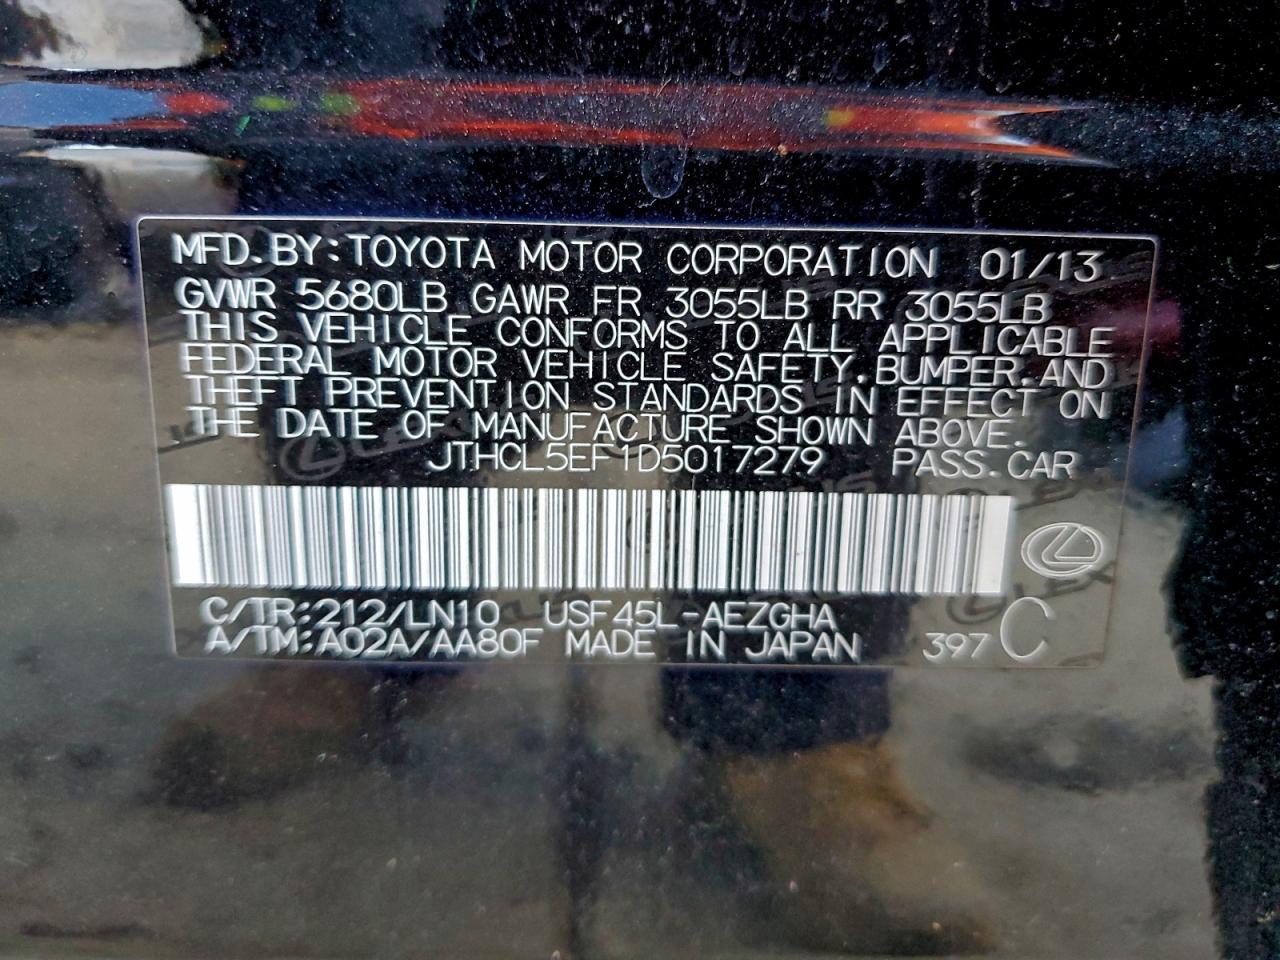 MFD. BY: TOYOTA MOTOR CORPORATION 01/13
GVWR 5680LB GAWR FR 3055LB RR 3055LB
THIS VEHICLE CONFORMS TO ALL APPLICABLE
FEDERAL MOTOR VEHICLE SAFETY, BUMPER, AND
THEFT PREVENTION STANDARDS IN EFFECT ON
THE DATE OF MANUFACTURE SHOWN ABOVE.
JTHCL5EF1D5017279 PASS. CAR
C/TR: 212/LN10 USF45L-AEZGHA
A/TM: A02A/AA80F MADE IN JAPAN 397 C